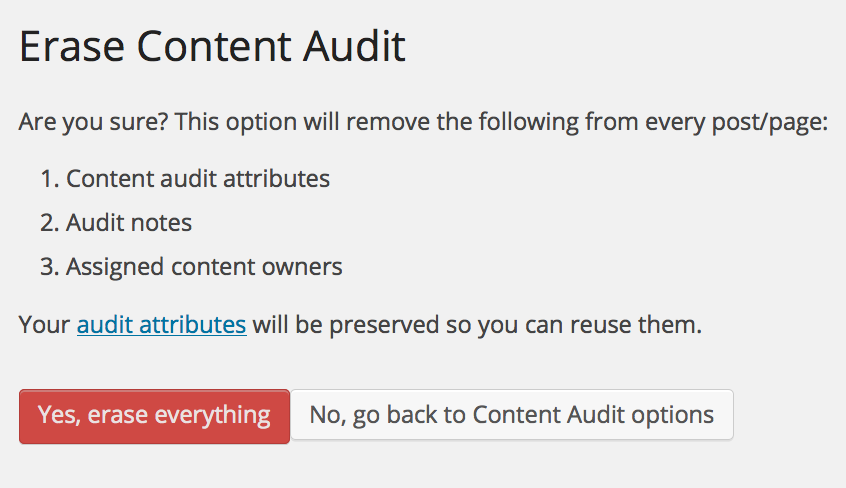 Erase Content Audit
Are you sure? This option will remove the following from every post/page:
1. Content audit attributes
2. Audit notes
3. Assigned content owners
Your audit attributes will be preserved so you can reuse them.
Yes, erase everything No, go back to Content Audit options